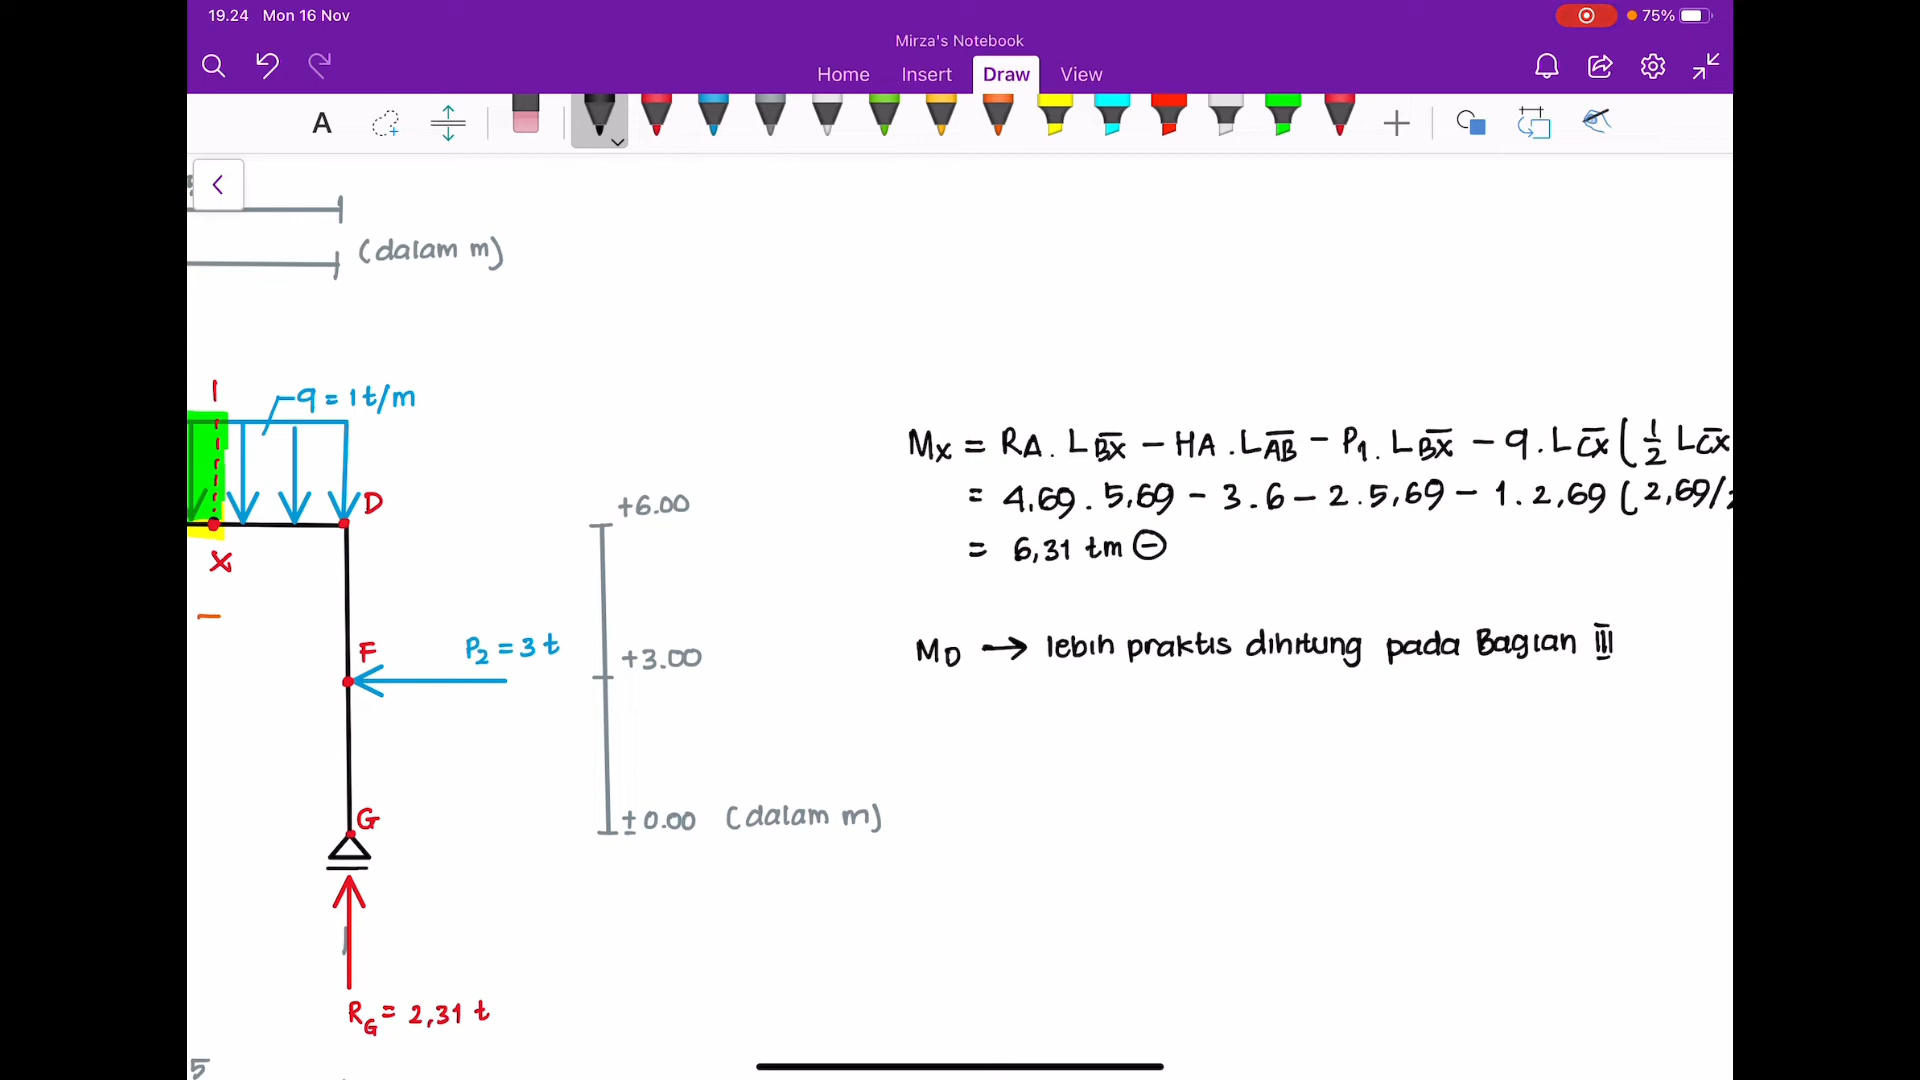 19.24 Mon 16 Nov
75%
Mirza's Notebook
Home Insert Draw View
A
(dalam m)
1
q = 1 t/m
D
X
F
P2 = 3 t
G
RG = 2,31 t
5
+6.00
+3.00
±0.00 (dalam m)
Mx = RA . LBX − HA . LAB − P1 . LBX − q . LCX ( 1/2 LCX
= 4,69 . 5,69 − 3 . 6 − 2 . 5,69 − 1 . 2,69 ( 2,69/2
= 6,31 tm ⊖
MD → lebih praktis dihitung pada Bagian III